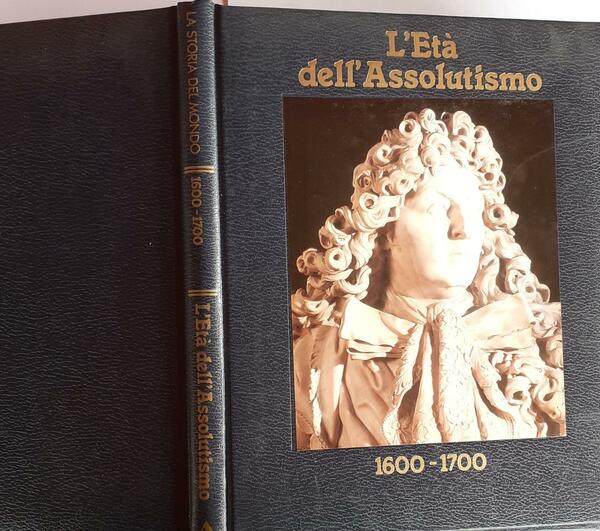 L'Età
dell'Assolutismo
1600-1700
LA STORIA DEL MONDO
1600-1700
L'Età dell'Assolutismo